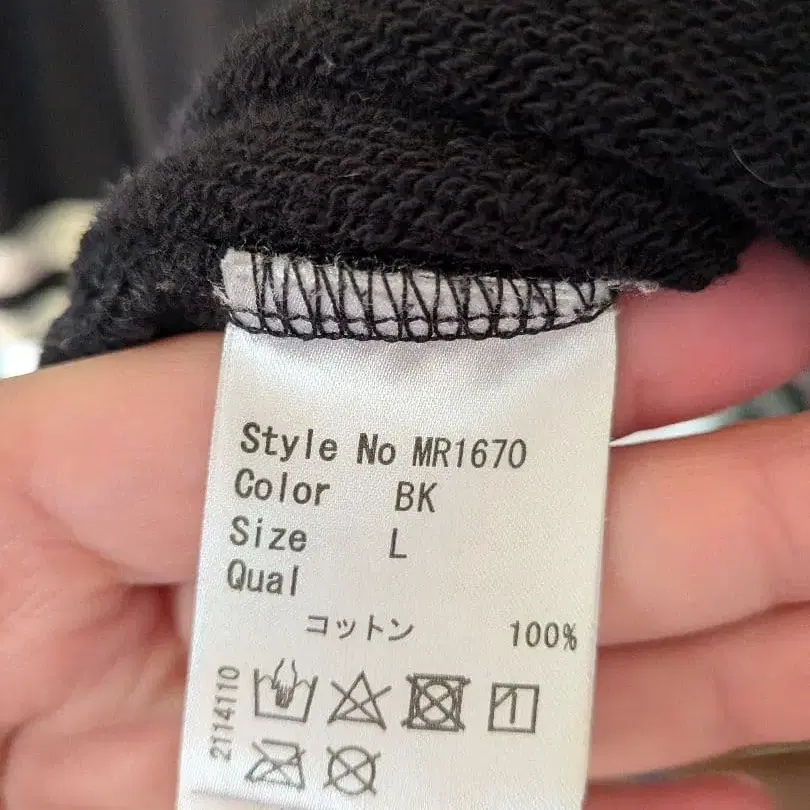 Style No MR1670
Color BK
Size L
Qual
コットン 100%
2114110